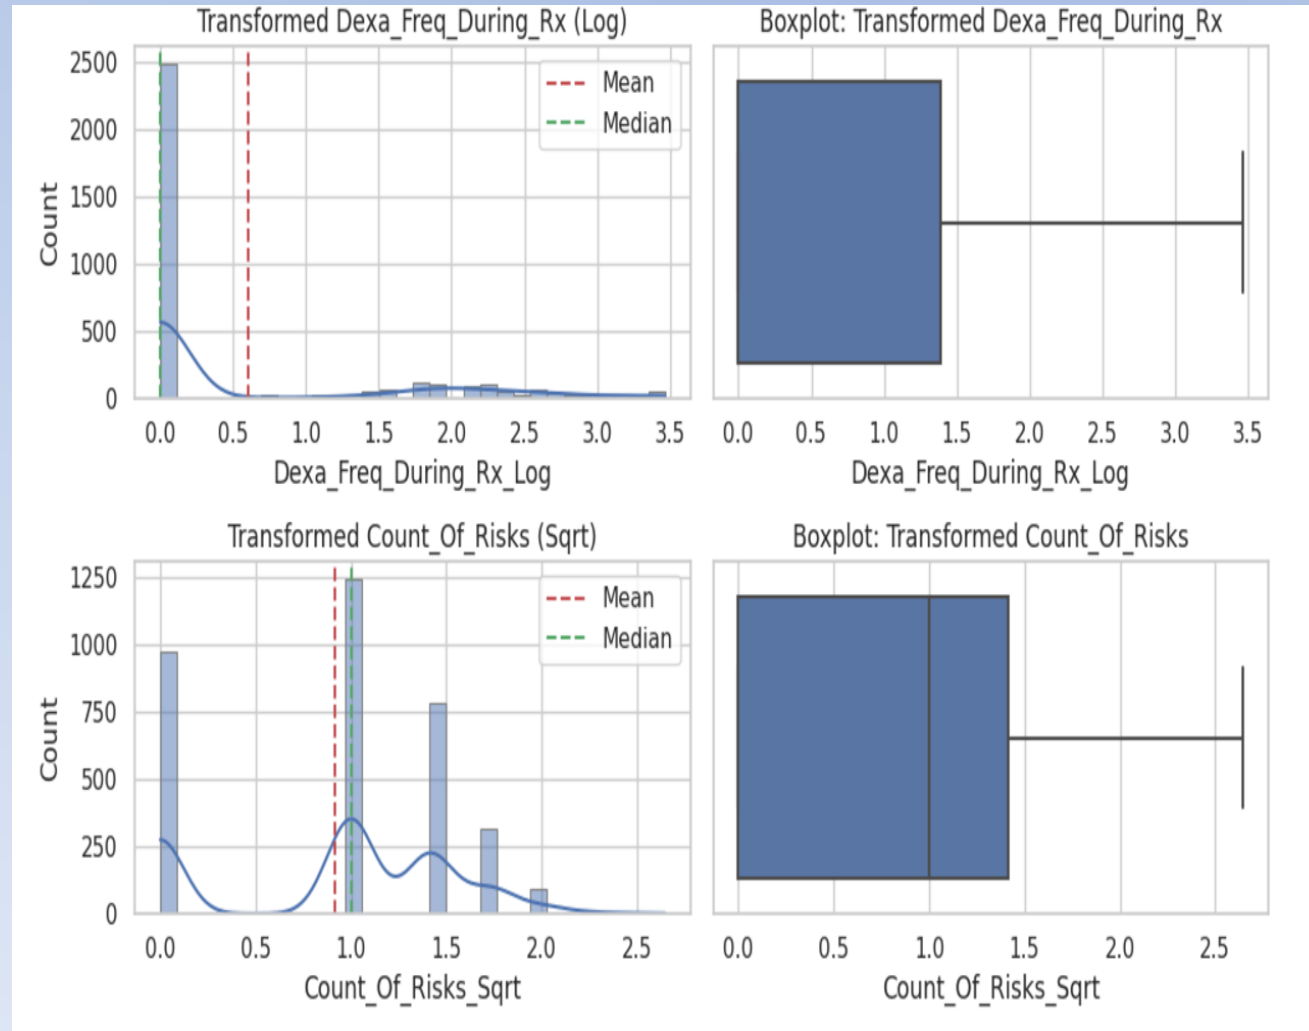 Transformed Dexa_Freq_During_Rx (Log)
Count
2500
2000
1500
1000
500
0
Mean
Median
0.0 0.5 1.0 1.5 2.0 2.5 3.0 3.5
Dexa_Freq_During_Rx_Log
Boxplot: Transformed Dexa_Freq_During_Rx
0.0 0.5 1.0 1.5 2.0 2.5 3.0 3.5
Dexa_Freq_During_Rx_Log
Transformed Count_Of_Risks (Sqrt)
Count
1250
1000
750
500
250
0
Mean
Median
0.0 0.5 1.0 1.5 2.0 2.5
Count_Of_Risks_Sqrt
Boxplot: Transformed Count_Of_Risks
0.0 0.5 1.0 1.5 2.0 2.5
Count_Of_Risks_Sqrt